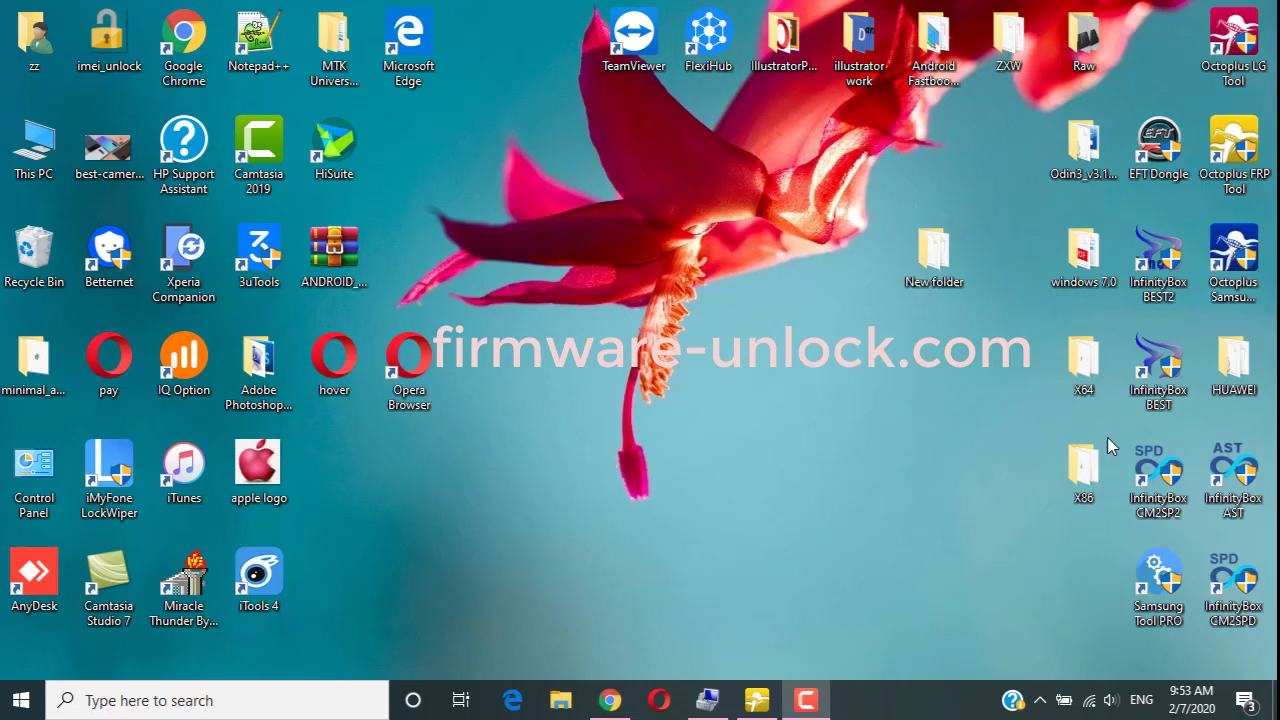 zz
imei_unlock
Google
Chrome
Notepad++
MTK
Univers...
Microsoft
Edge
TeamViewer
FlexiHub
IllustratorP...
illustrator
work
Android
Fastboo...
ZXW
Raw
Octoplus LG
Tool
This PC
best-camer...
HP Support
Assistant
Camtasia
2019
HiSuite
Odin3_v3.1...
EFT
EFT Dongle
Octoplus FRP
Tool
Recycle Bin
Betternet
Xperia
Companion
3uTools
ANDROID_...
New folder
windows 7.0
InfinityBox
BEST2
Octoplus
Samsu...
firmware-unlock.com
minimal_a...
pay
IQ Option
Adobe
Photoshop...
hover
Opera
Browser
X64
InfinityBox
BEST
HUAWEI
Control
Panel
iMyFone
LockWiper
iTunes
apple logo
X86
SPD
InfinityBox
CM2SP2
AST
InfinityBox
AST
AnyDesk
Camtasia
Studio 7
Miracle
Thunder By...
iTools 4
Samsung
Tool PRO
SPD
InfinityBox
CM2SPD
Type here to search
ENG
9:53 AM
2/7/2020
3